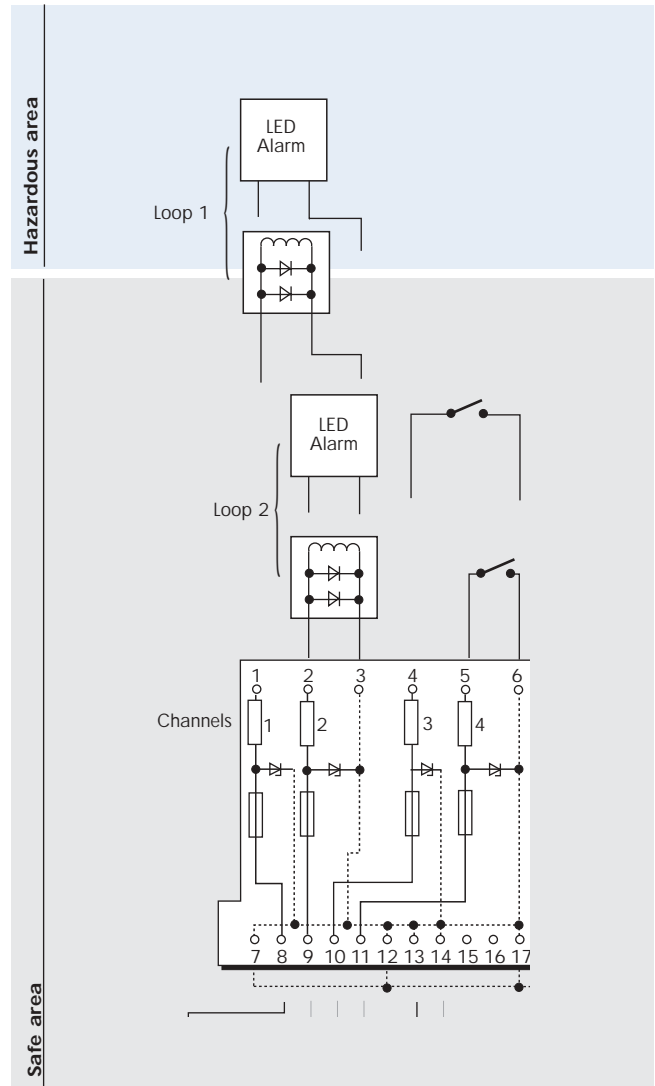 Hazardous area
LED
Alarm
Loop 1
LED
Alarm
Loop 2
1 2 3 4 5 6
Channels
1 2 3 4
7 8 9 10 11 12 13 14 15 16 17
Safe area